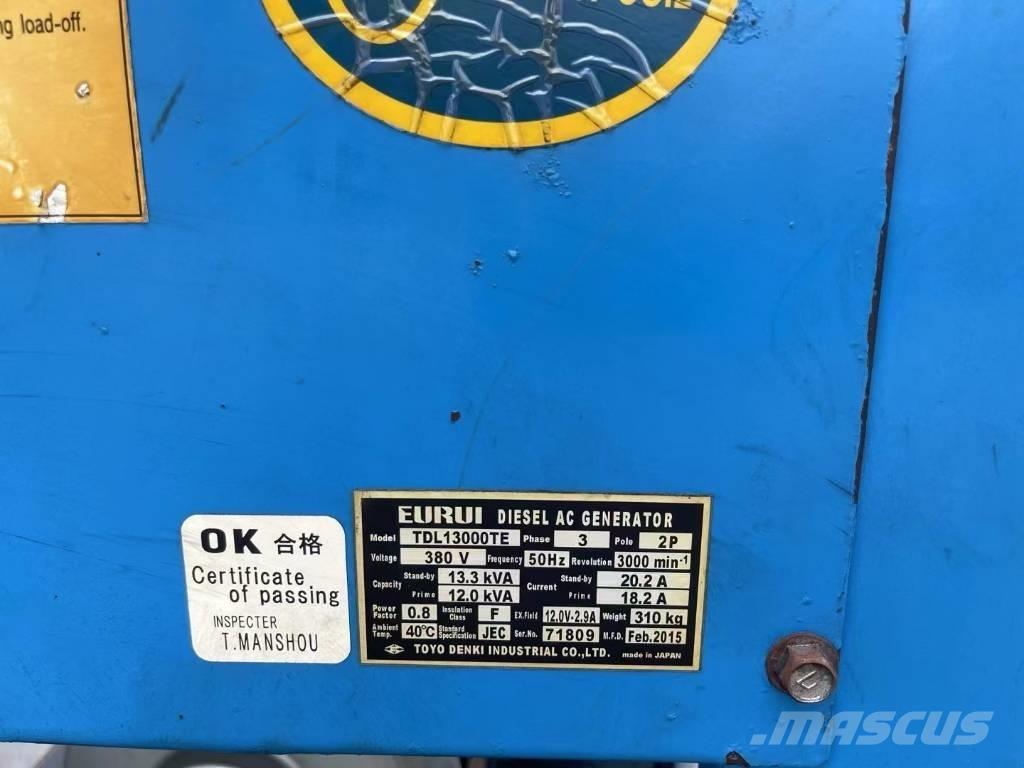 ng load-off.
OK 合格
Certificate
of passing
INSPECTER
T.MANSHOU
EURUI DIESEL AC GENERATOR
Model TDL13000TE Phase 3 Pole 2P
Voltage 380 V Frequency 50Hz Revolution 3000 min-1
Capacity Stand-by 13.3 kVA Current Stand-by 20.2 A
Prime 12.0 kVA Prime 18.2 A
Power Factor 0.8 Insulation Class F EX.Field 12.0V-2.9A Weight 310 kg
Ambient Temp. 40°C Standard Specification JEC Ser.No. 71809 M.F.D. Feb.2015
TOYO DENKI INDUSTRIAL CO.,LTD. made in JAPAN
MASCUS